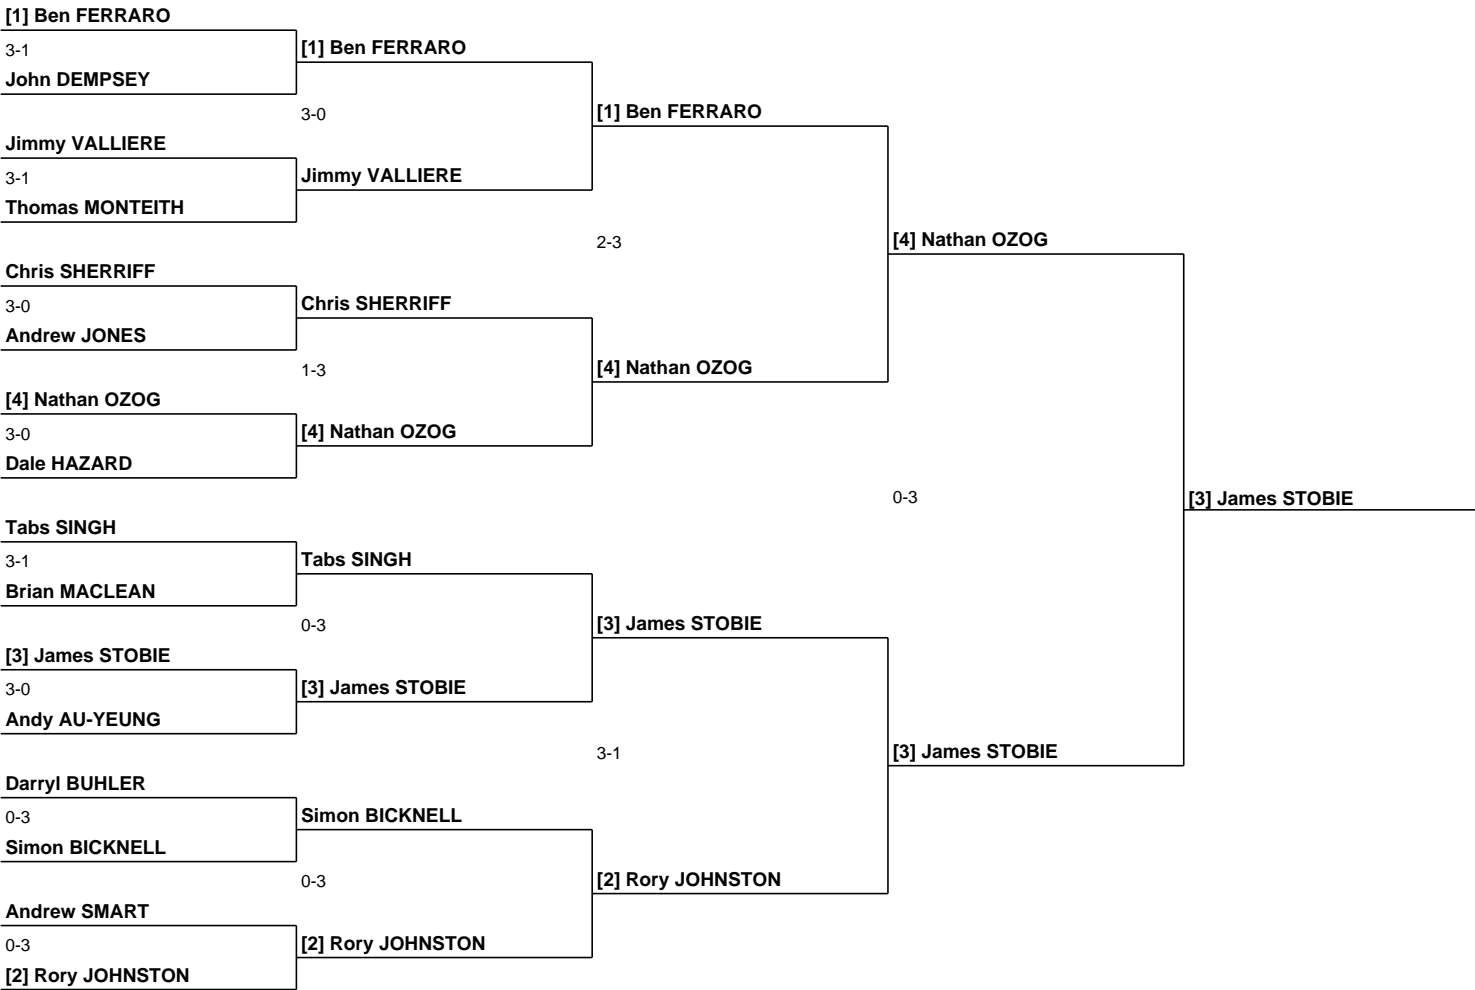 [1] Ben FERRARO
3-1
John DEMPSEY
Jimmy VALLIERE
3-1
Thomas MONTEITH
Chris SHERRIFF
3-0
Andrew JONES
[4] Nathan OZOG
3-0
Dale HAZARD
Tabs SINGH
3-1
Brian MACLEAN
[3] James STOBIE
3-0
Andy AU-YEUNG
Darryl BUHLER
0-3
Simon BICKNELL
Andrew SMART
0-3
[2] Rory JOHNSTON
[1] Ben FERRARO
3-0
Jimmy VALLIERE
Chris SHERRIFF
1-3
[4] Nathan OZOG
Tabs SINGH
0-3
[3] James STOBIE
Simon BICKNELL
0-3
[2] Rory JOHNSTON
[1] Ben FERRARO
2-3
[4] Nathan OZOG
[3] James STOBIE
3-1
[2] Rory JOHNSTON
[4] Nathan OZOG
0-3
[3] James STOBIE
[3] James STOBIE